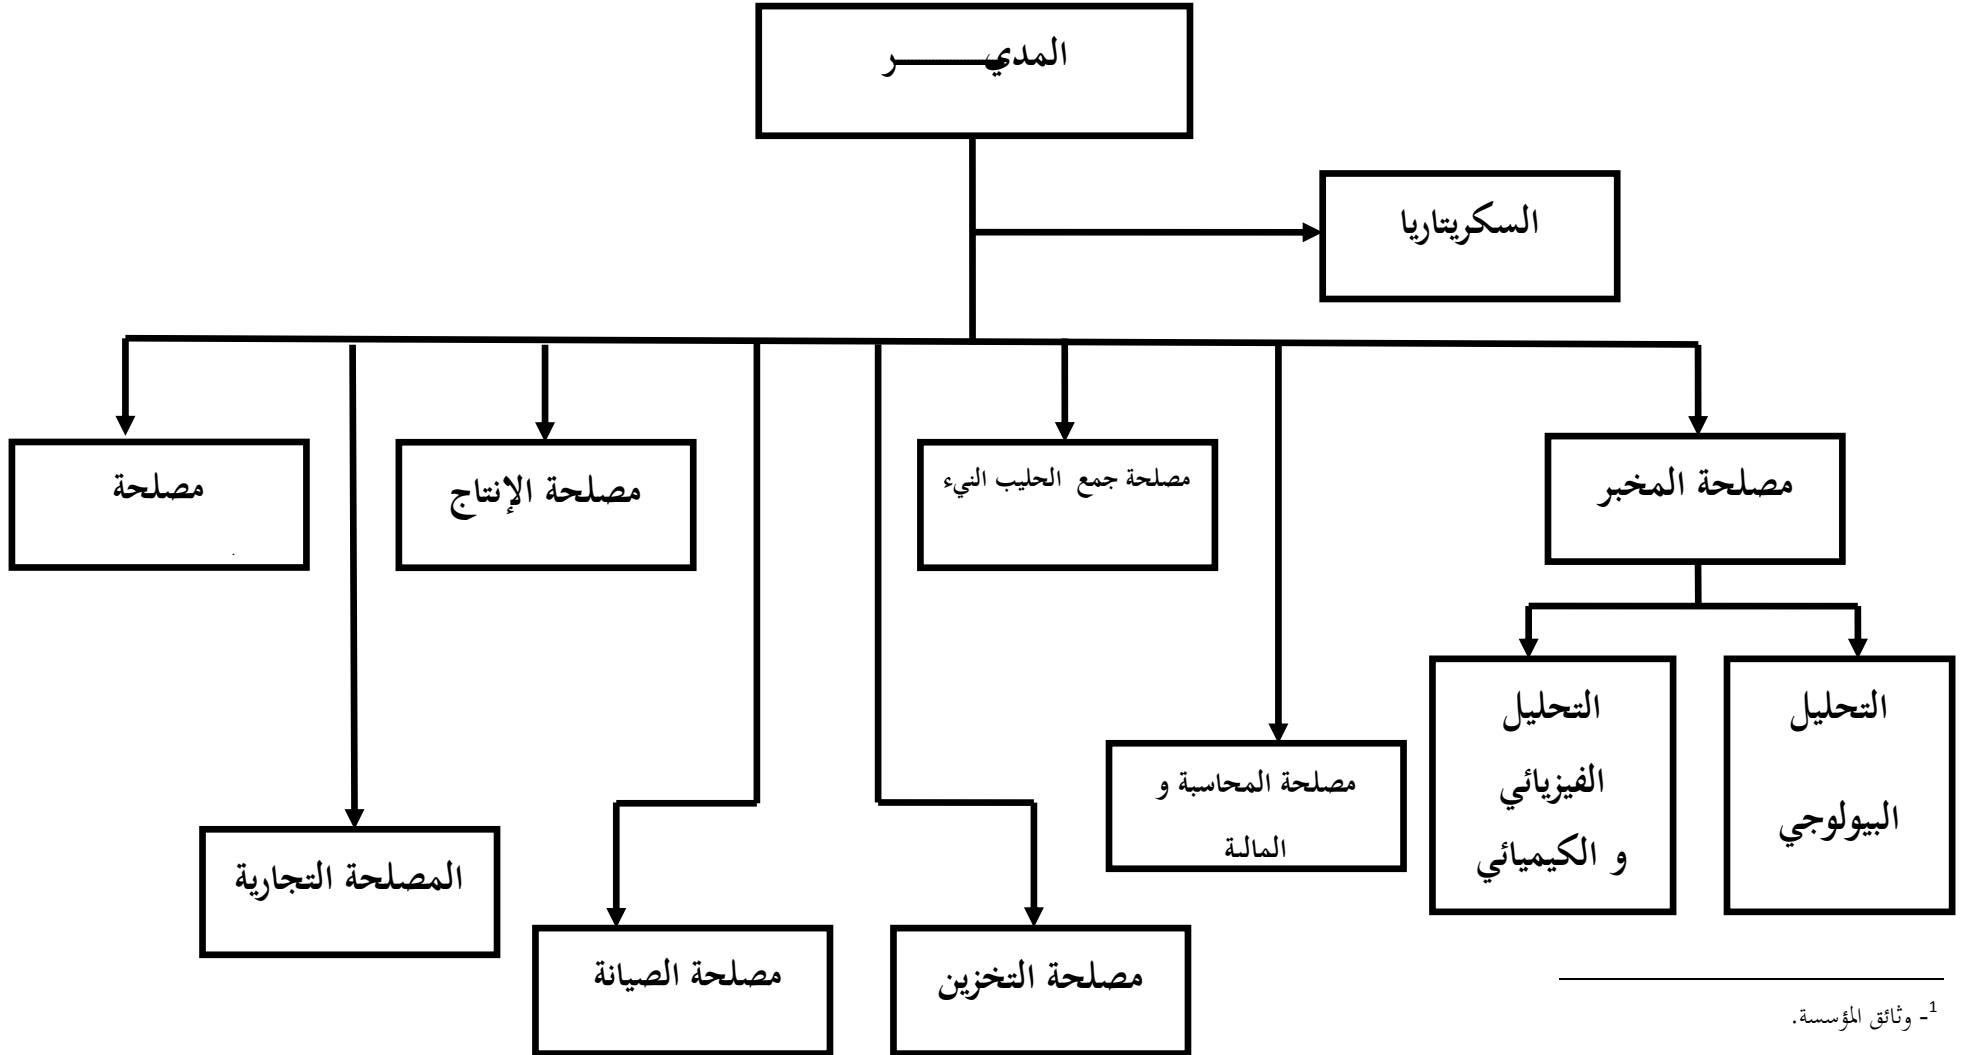 المديـــــــر
السكريتاريا
مصلحة المخبر
مصلحة جمع الحليب النيء
مصلحة الإنتاج
مصلحة
التحليل
البيولوجي
التحليل
الفيزيائي
و الكيميائي
مصلحة المحاسبة و
المالية
المصلحة التجارية
مصلحة التخزين
مصلحة الصيانة
1- وثائق المؤسسة.